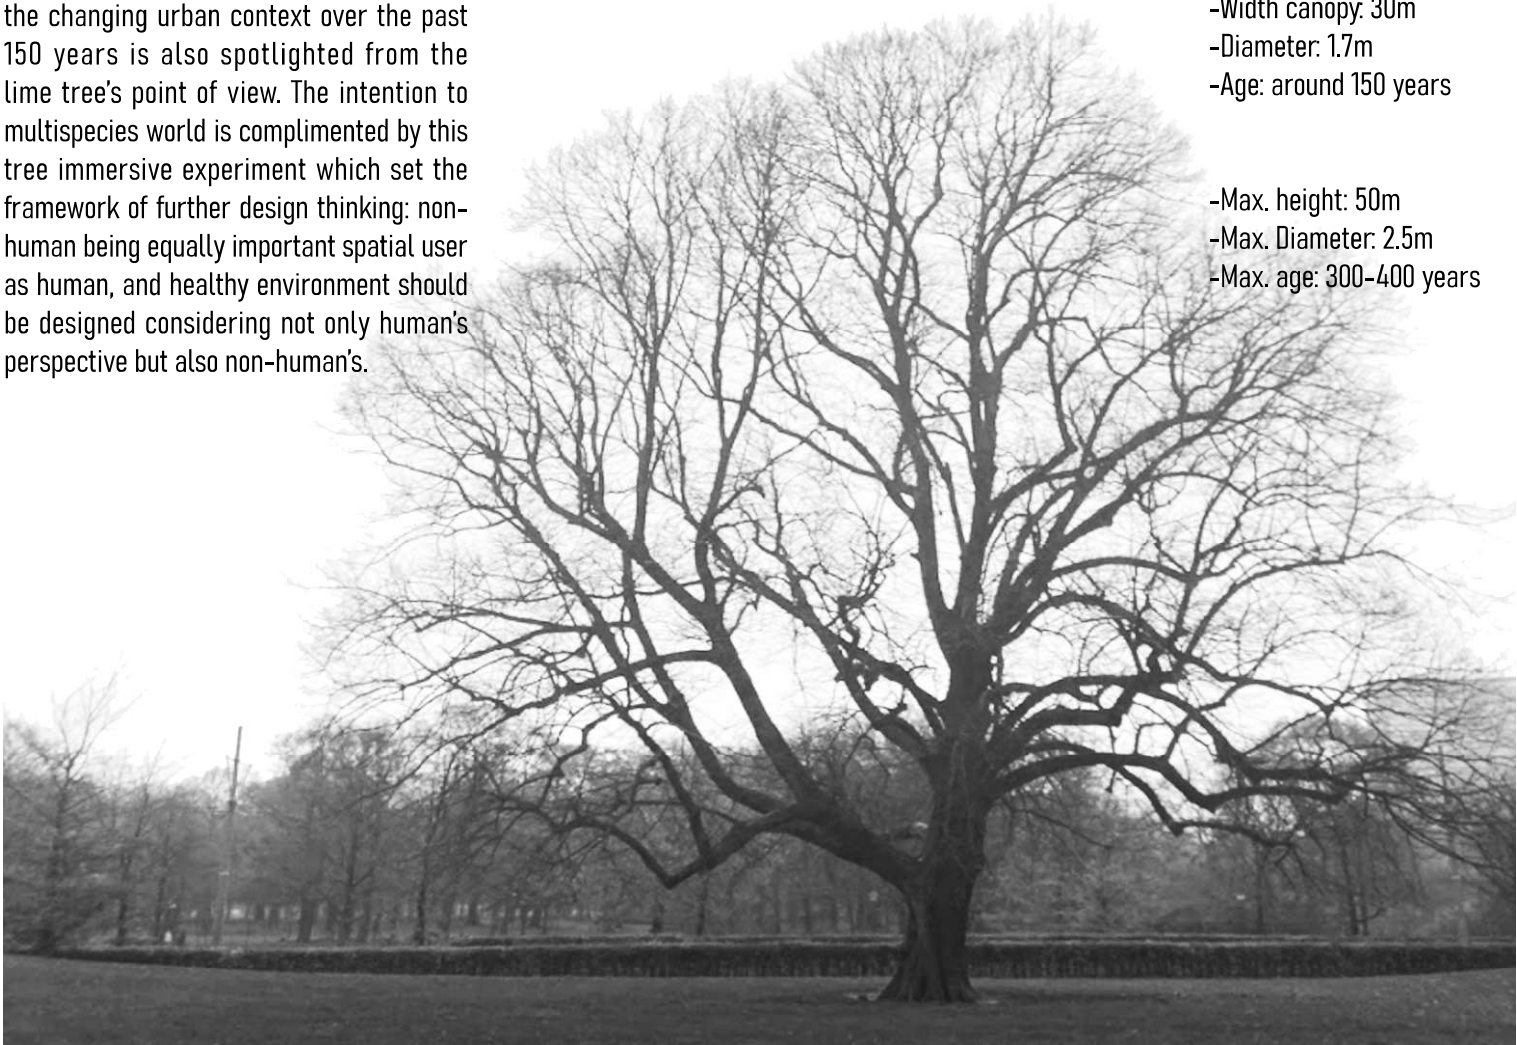 the changing urban context over the past
150 years is also spotlighted from the
lime tree's point of view. The intention to
multispecies world is complimented by this
tree immersive experiment which set the
framework of further design thinking: non-
human being equally important spatial user
as human, and healthy environment should
be designed considering not only human's
perspective but also non-human's.
-Width canopy: 30m
-Diameter: 1.7m
-Age: around 150 years
-Max. height: 50m
-Max. Diameter: 2.5m
-Max. age: 300-400 years